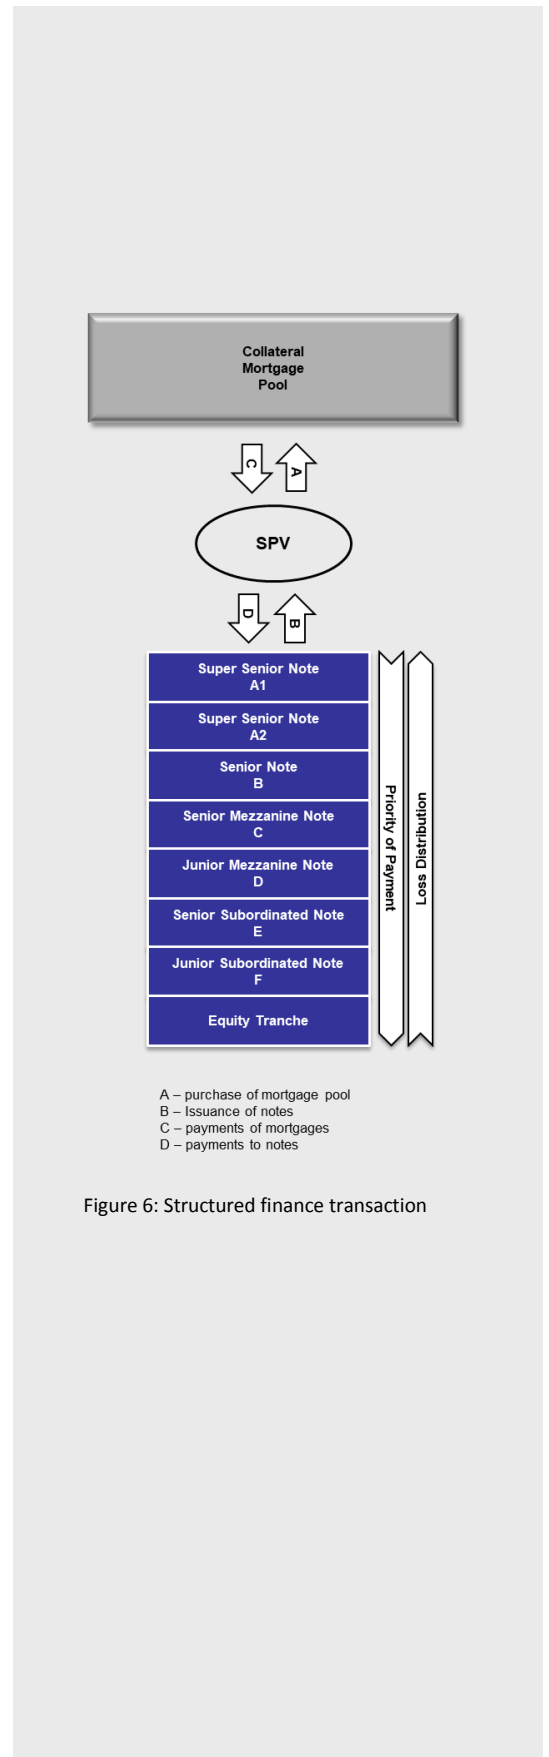 Collateral
Mortgage
Pool
C
A
SPV
D
B
Super Senior Note
A1
Super Senior Note
A2
Senior Note
B
Senior Mezzanine Note
C
Junior Mezzanine Note
D
Senior Subordinated Note
E
Junior Subordinated Note
F
Equity Tranche
Priority of Payment
Loss Distribution
A – purchase of mortgage pool
B – Issuance of notes
C – payments of mortgages
D – payments to notes
Figure 6: Structured finance transaction